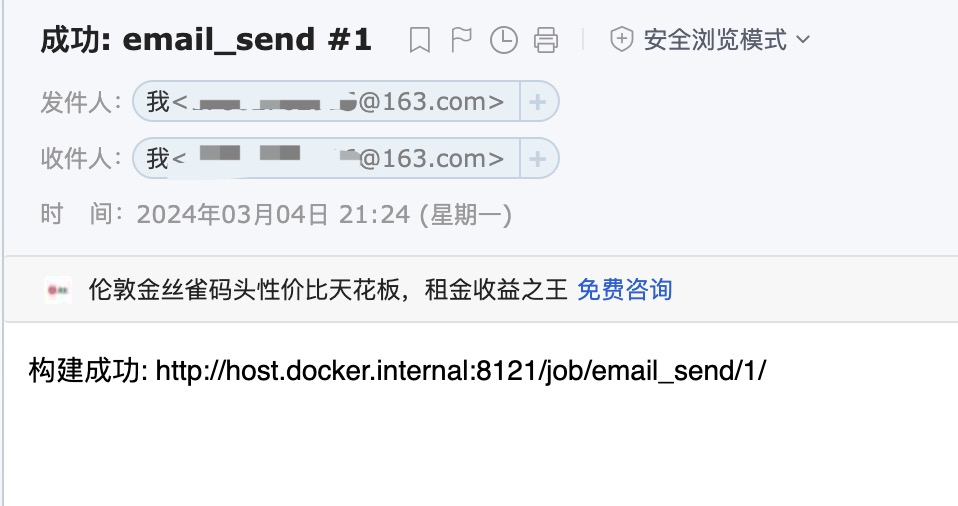 成功: email_send #1
安全浏览模式
发件人: 我< @163.com> +
收件人: 我< @163.com> +
时 间: 2024年03月04日 21:24 (星期一)
伦敦金丝雀码头性价比天花板，租金收益之王 免费咨询
构建成功: http://host.docker.internal:8121/job/email_send/1/